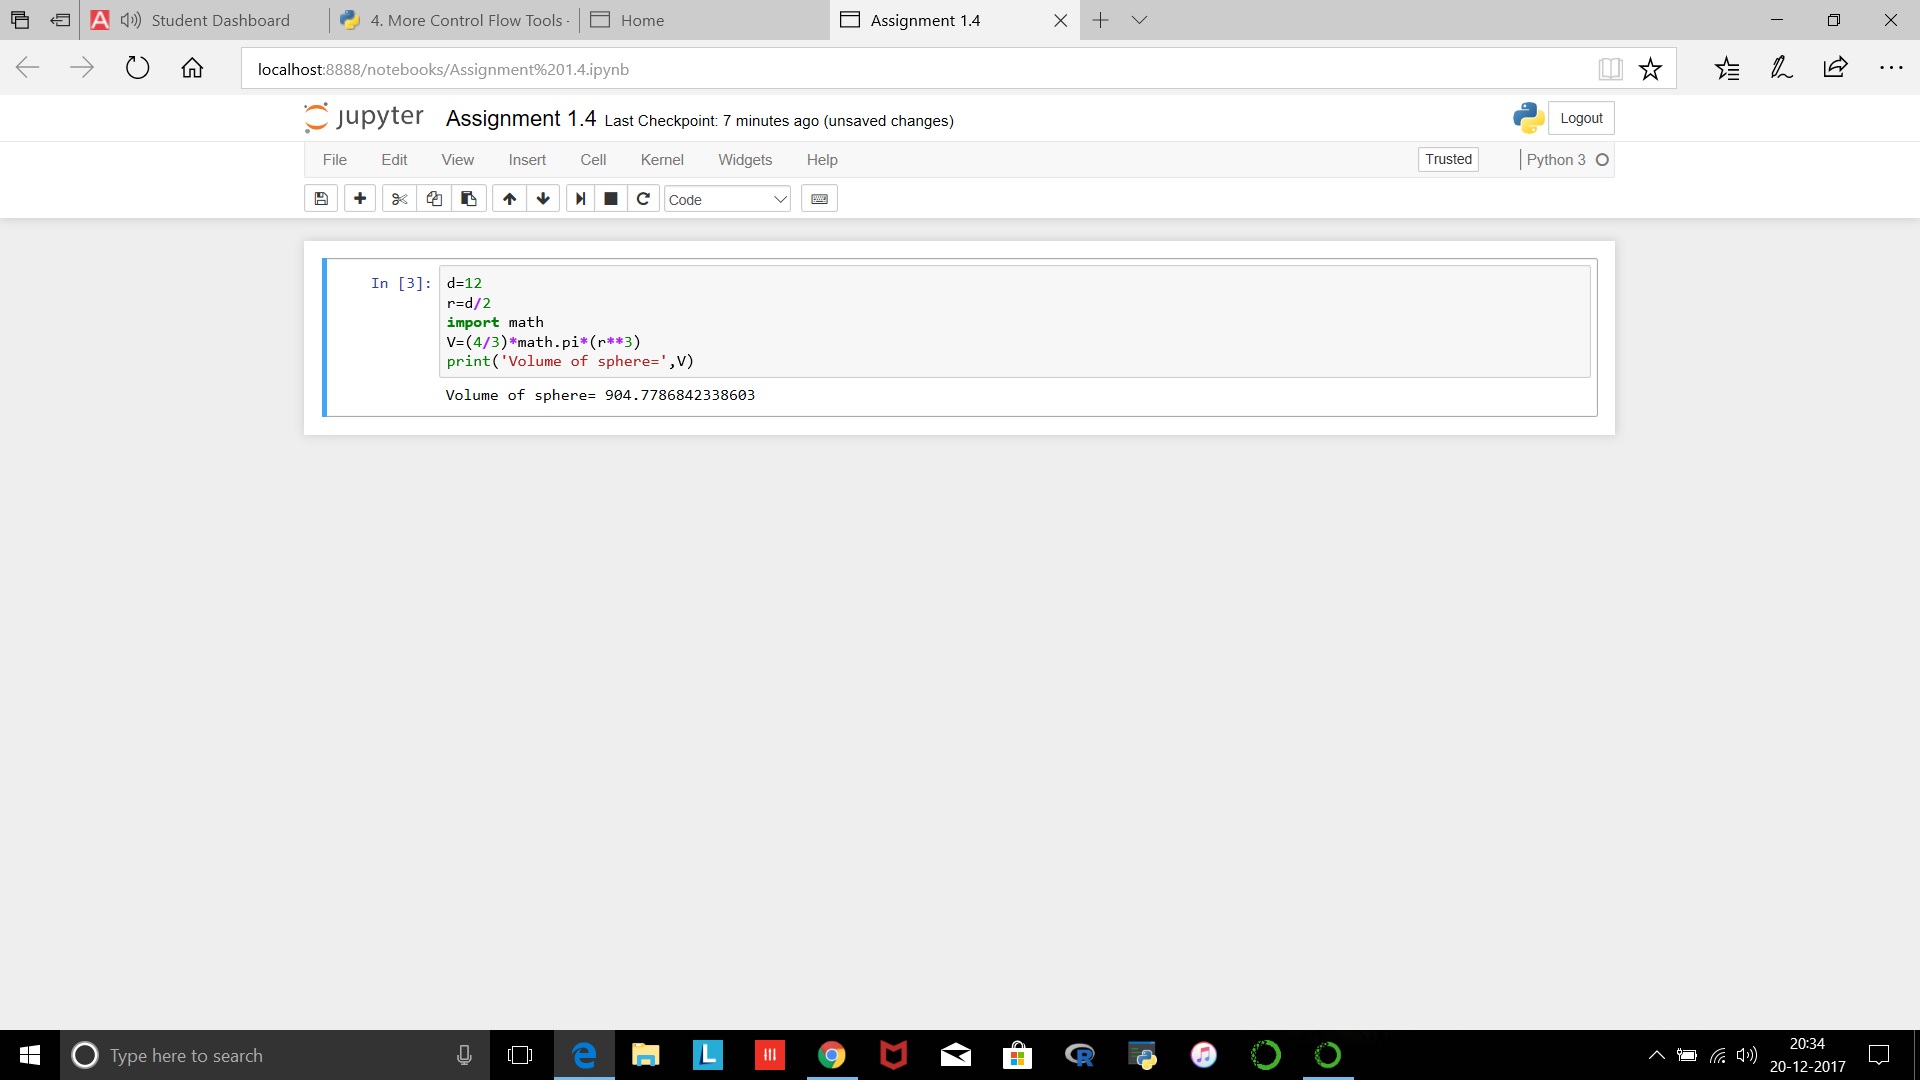 Student Dashboard
4. More Control Flow Tools -
Home
Assignment 1.4
localhost:8888/notebooks/Assignment%201.4.ipynb
jupyter Assignment 1.4 Last Checkpoint: 7 minutes ago (unsaved changes)
Logout
File Edit View Insert Cell Kernel Widgets Help
Trusted
Python 3
Code
In [3]:
d=12
r=d/2
import math
V=(4/3)*math.pi*(r**3)
print('Volume of sphere=',V)
Volume of sphere= 904.7786842338603
Type here to search
20:34
20-12-2017